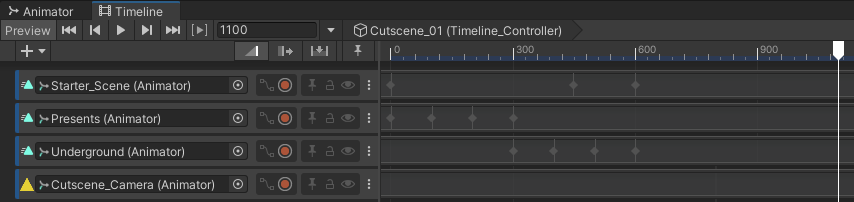 Animator Timeline
Preview 1100 Cutscene_01 (Timeline_Controller)
0 300 600 900
Starter_Scene (Animator)
Presents (Animator)
Underground (Animator)
Cutscene_Camera (Animator)